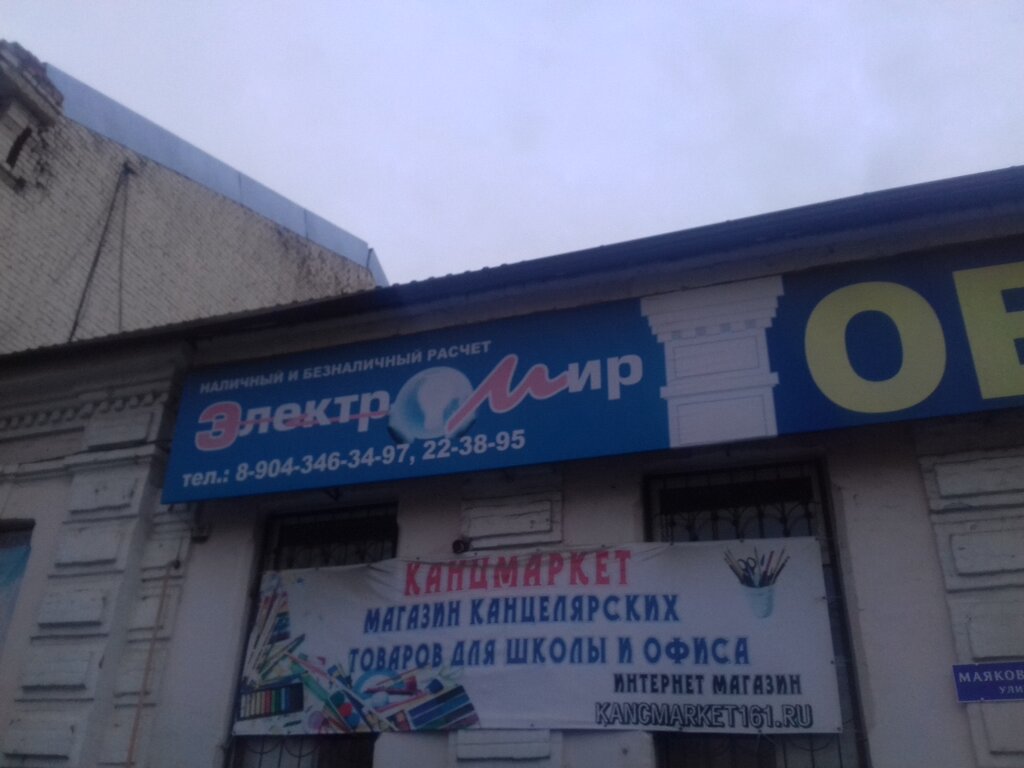 НАЛИЧНЫЙ И БЕЗНАЛИЧНЫЙ РАСЧЕТ
ЭлектроМир
тел.: 8-904-346-34-97, 22-38-95
ОБ
КАНЦМАРКЕТ
МАГАЗИН КАНЦЕЛЯРСКИХ
ТОВАРОВ ДЛЯ ШКОЛЫ И ОФИСА
ИНТЕРНЕТ МАГАЗИН
KANCMARKET161.RU
МАЯКОВ
УЛИ